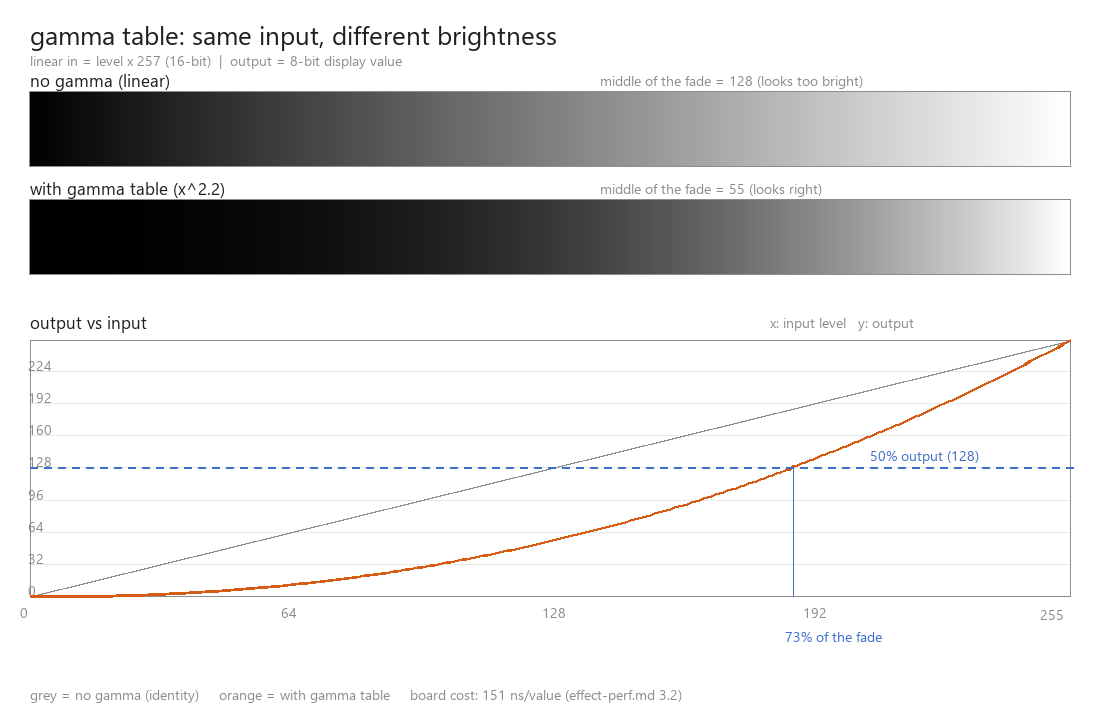 gamma table: same input, different brightness
linear in = level x 257 (16-bit) | output = 8-bit display value
no gamma (linear) middle of the fade = 128 (looks too bright)
with gamma table (x^2.2) middle of the fade = 55 (looks right)
output vs input x: input level y: output
224
192
160
128
50% output (128)
96
64
32
0
0 64 128 192 255
73% of the fade
grey = no gamma (identity) orange = with gamma table board cost: 151 ns/value (effect-perf.md 3.2)